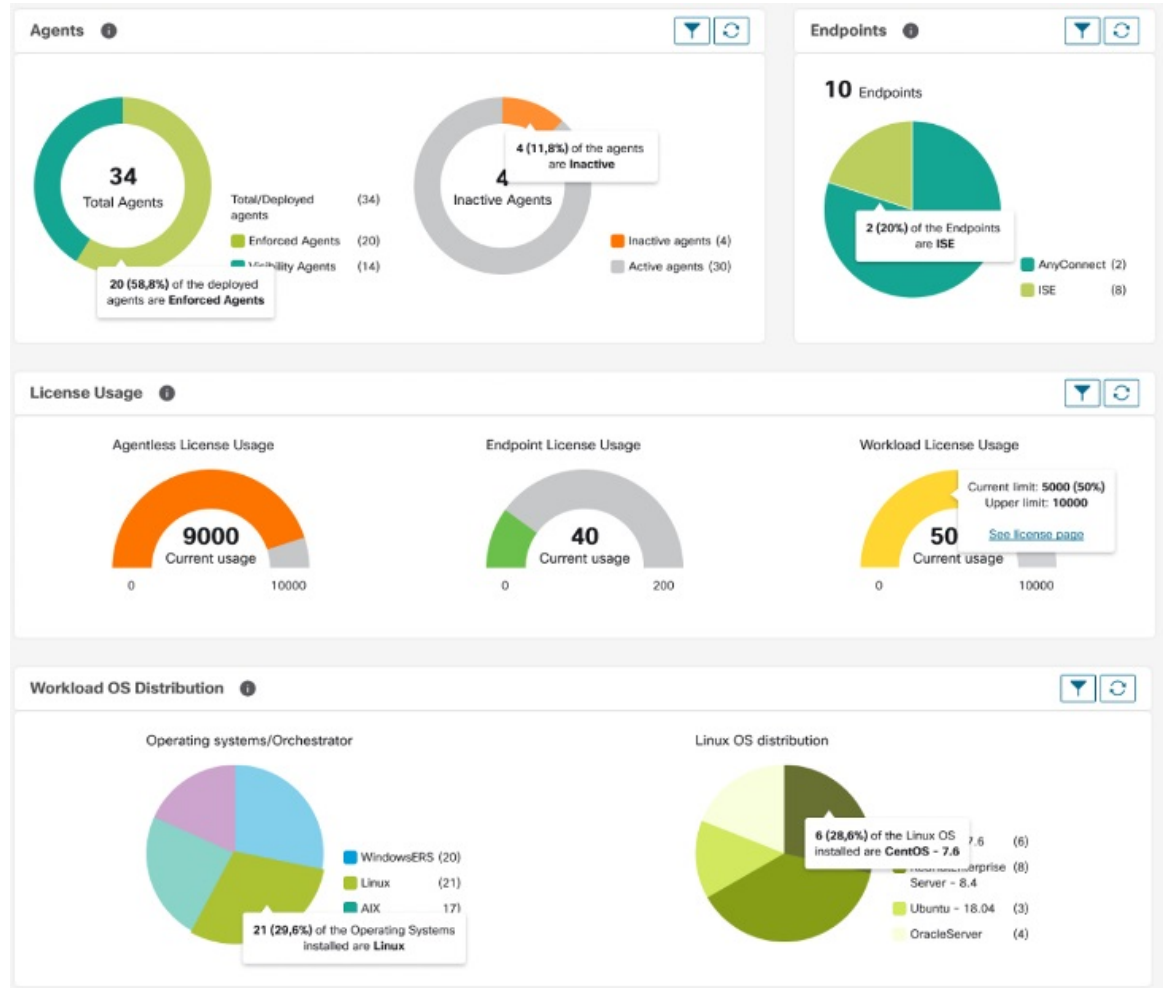 Agents
34
Total Agents
Total/Deployed (34)
agents
Enforced Agents (20)
Agents (14)
20 (58,8%) of the deployed
agents are Enforced Agents
4 (11,8%) of the agents
are Inactive
4
Inactive Agents
Inactive agents (4)
Active agents (30)
Endpoints
10 Endpoints
2 (20%) of the Endpoints
are ISE
AnyConnect (2)
ISE (8)
License Usage
Agentless License Usage
9000
Current usage
0 10000
Endpoint License Usage
40
Current usage
0 200
Workload License Usage
Current limit: 5000 (50%)
Upper limit: 10000
See license page
50
Current usage
0 10000
Workload OS Distribution
Operating systems/Orchestrator
WindowsERS (20)
Linux (21)
AIX 17)
21 (29,6%) of the Operating Systems
installed are Linux
Linux OS distribution
6 (28,6%) of the Linux OS
installed are CentOS - 7.6
7.6 (6)
(8)
Server - 8.4
Ubuntu - 18.04 (3)
OracleServer (4)